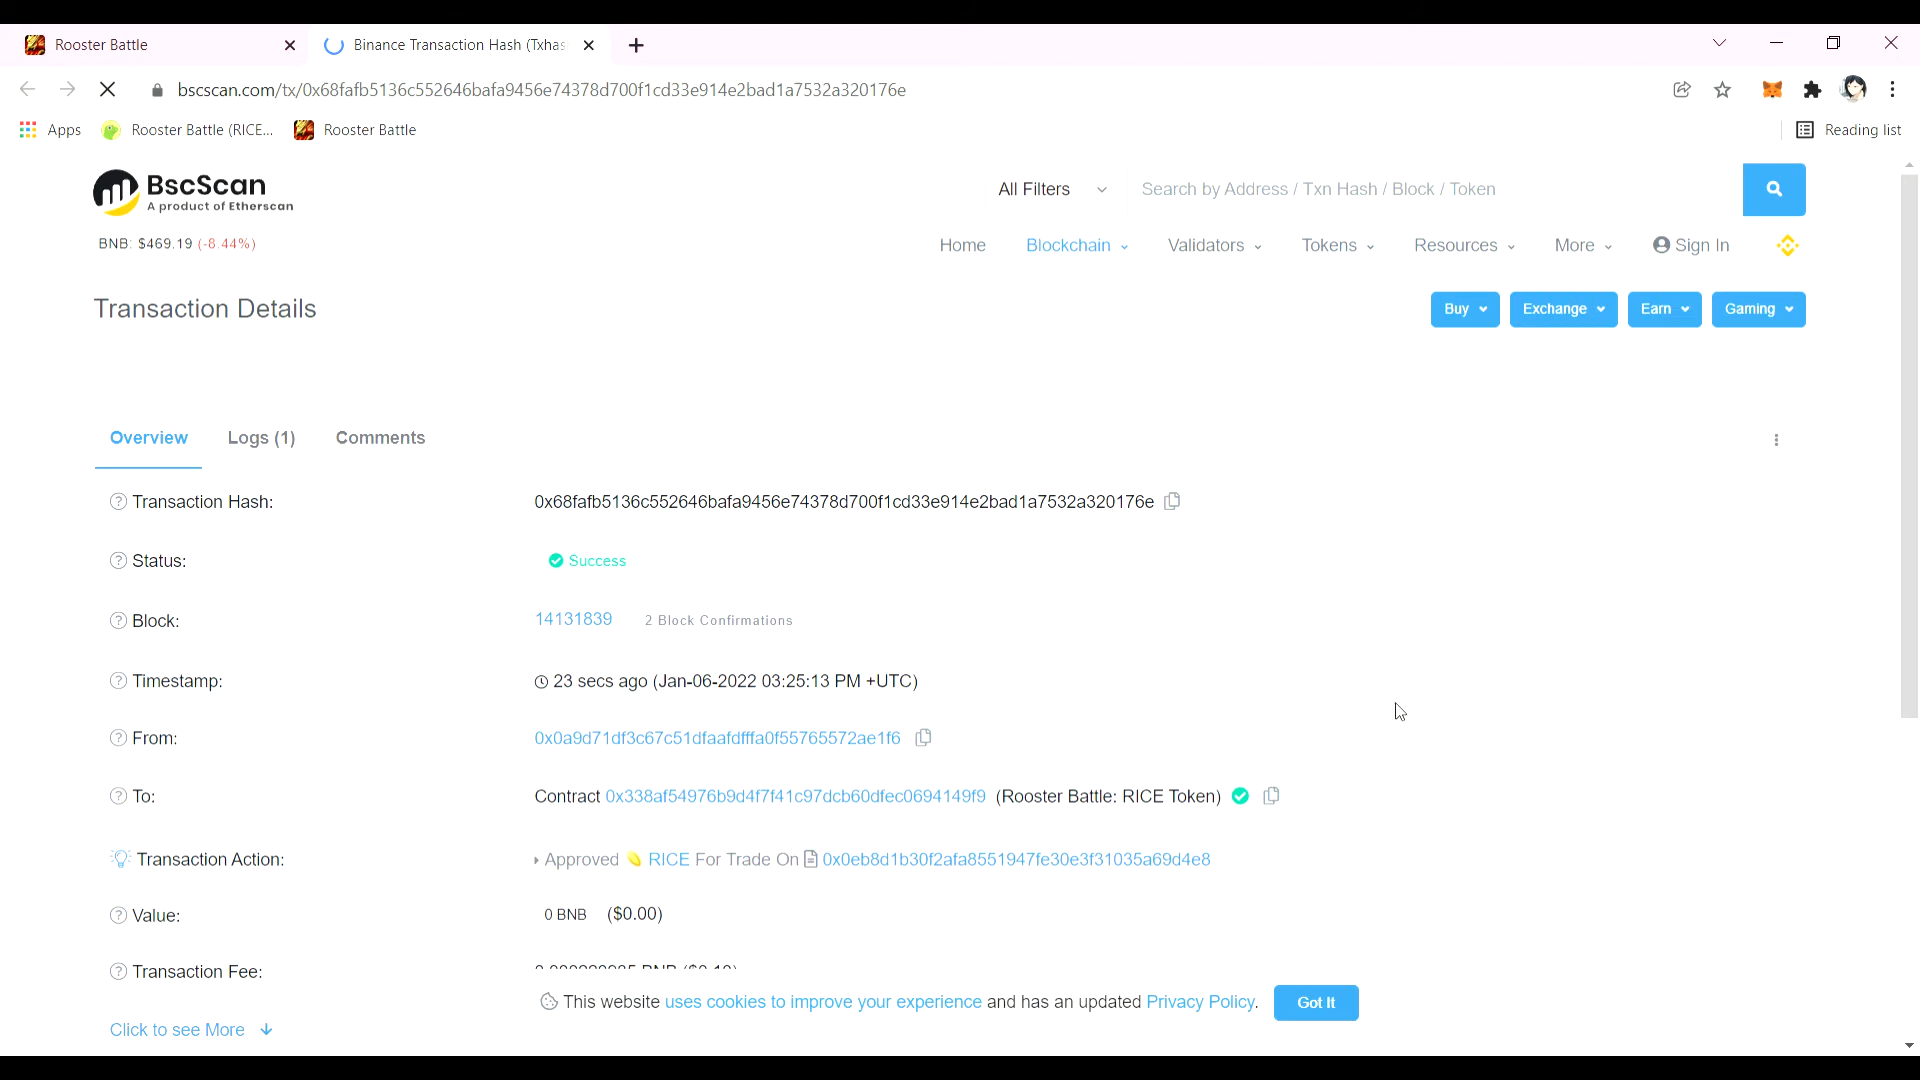 Rooster Battle
Binance Transaction Hash (Txhas
bscscan.com/tx/0x68fafb5136c552646bafa9456e74378d700f1cd33e914e2bad1a7532a320176e
Apps
Rooster Battle (RICE...
Rooster Battle
Reading list
BscScan
A product of Etherscan
All Filters
Search by Address / Txn Hash / Block / Token
BNB: $469.19 (-8.44%)
Home
Blockchain
Validators
Tokens
Resources
More
Sign In
Transaction Details
Buy
Exchange
Earn
Gaming
Overview
Logs (1)
Comments
Transaction Hash:
0x68fafb5136c552646bafa9456e74378d700f1cd33e914e2bad1a7532a320176e
Status:
Success
Block:
14131839
2 Block Confirmations
Timestamp:
23 secs ago (Jan-06-2022 03:25:13 PM +UTC)
From:
0x0a9d71df3c67c51dfaafdfffa0f55765572ae1f6
To:
Contract 0x338af54976b9d4f7f41c97dcb60dfec0694149f9 (Rooster Battle: RICE Token)
Transaction Action:
Approved RICE For Trade On 0x0eb8d1b30f2afa8551947fe30e3f31035a69d4e8
Value:
0 BNB ($0.00)
Transaction Fee:
This website uses cookies to improve your experience and has an updated Privacy Policy.
Got It
Click to see More